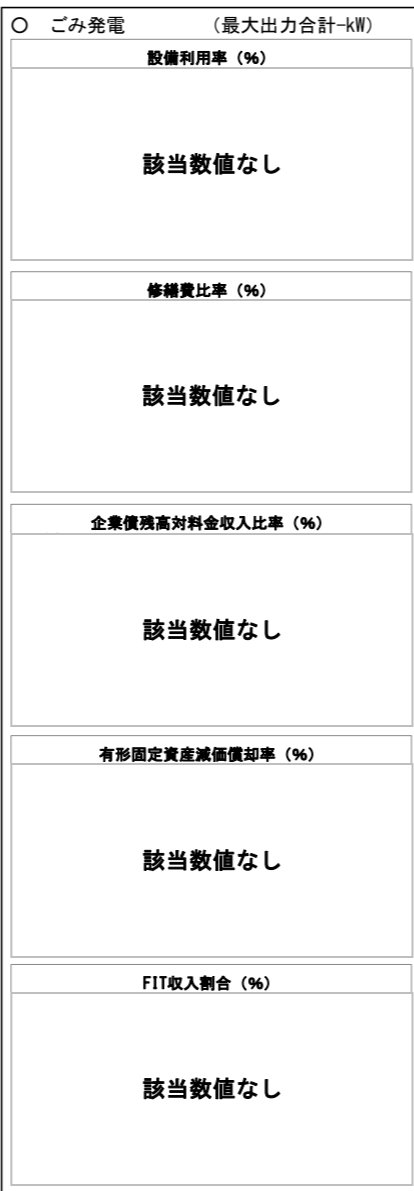 ○ ごみ発電 (最大出力合計-kW)
設備利用率(%)
該当数値なし
修繕費比率(%)
該当数値なし
企業債残高対料金収入比率(%)
該当数値なし
有形固定資産減価償却率(%)
該当数値なし
FIT収入割合(%)
該当数値なし